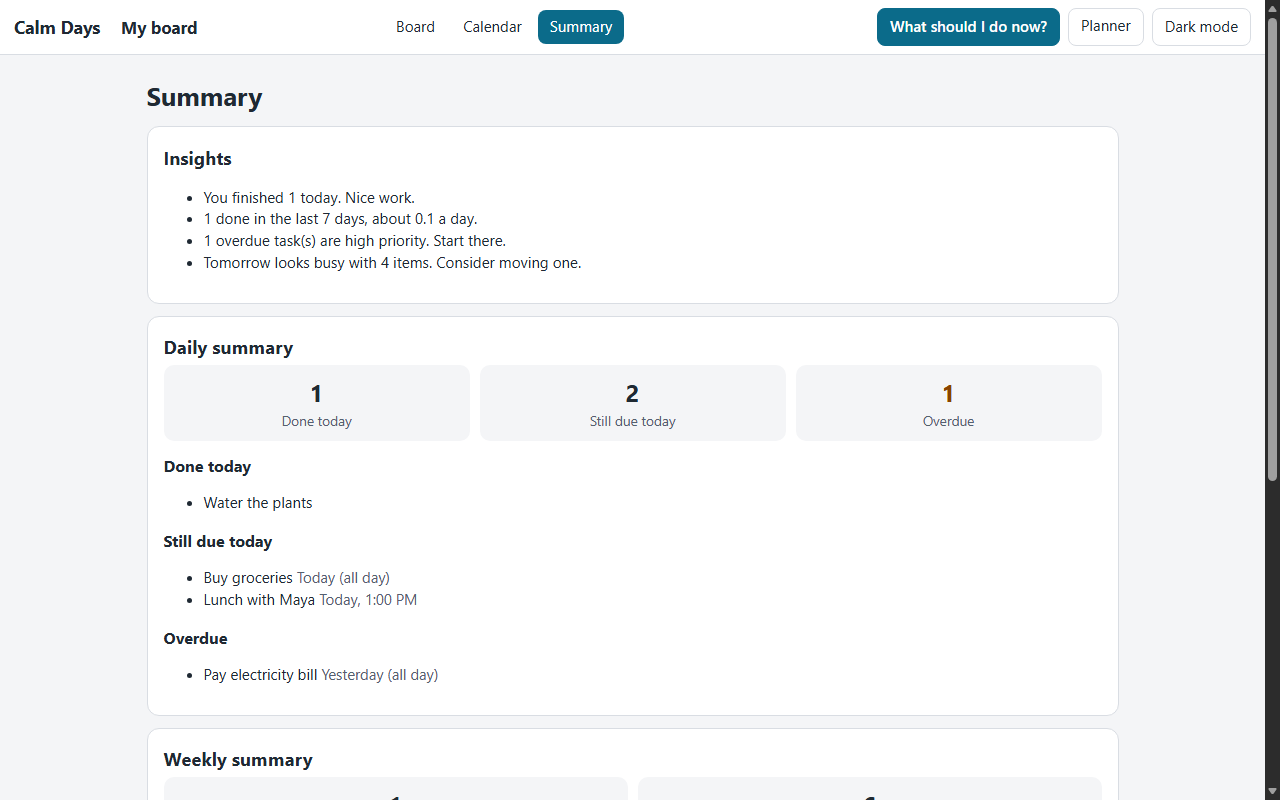 Calm Days My board Board Calendar Summary What should I do now? Planner Dark mode
Summary
Insights
You finished 1 today. Nice work.
1 done in the last 7 days, about 0.1 a day.
1 overdue task(s) are high priority. Start there.
Tomorrow looks busy with 4 items. Consider moving one.
Daily summary
1 2 1
Done today Still due today Overdue
Done today
Water the plants
Still due today
Buy groceries Today (all day)
Lunch with Maya Today, 1:00 PM
Overdue
Pay electricity bill Yesterday (all day)
Weekly summary